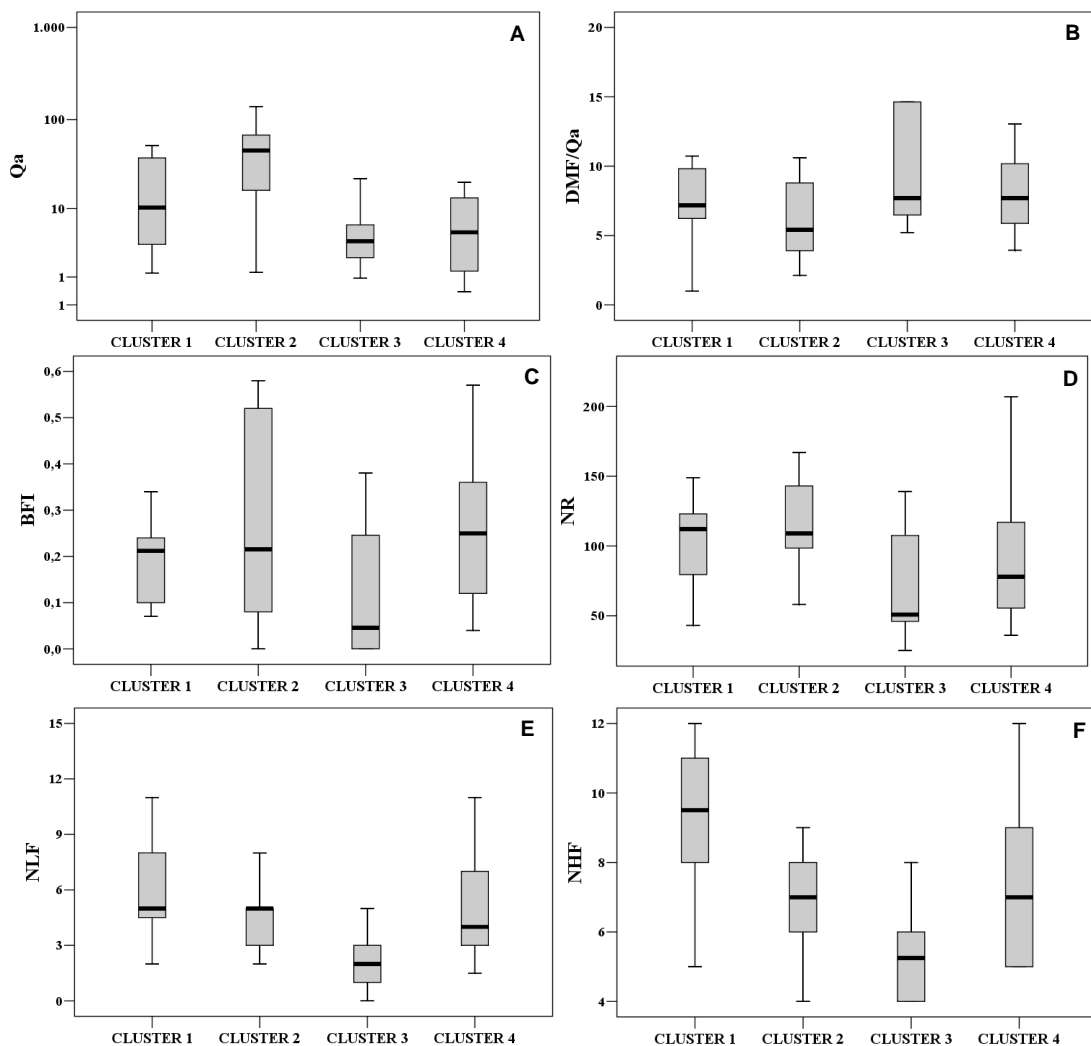 A
1.000
100
10
1
1
Qa
CLUSTER 1 CLUSTER 2 CLUSTER 3 CLUSTER 4
B
20
15
10
5
0
DMF/Qa
CLUSTER 1 CLUSTER 2 CLUSTER 3 CLUSTER 4
C
0,6
0,5
0,4
0,3
0,2
0,1
0,0
BFI
CLUSTER 1 CLUSTER 2 CLUSTER 3 CLUSTER 4
D
200
150
100
50
NR
CLUSTER 1 CLUSTER 2 CLUSTER 3 CLUSTER 4
E
15
12
9
6
3
0
NLF
CLUSTER 1 CLUSTER 2 CLUSTER 3 CLUSTER 4
F
12
10
8
6
4
NHF
CLUSTER 1 CLUSTER 2 CLUSTER 3 CLUSTER 4